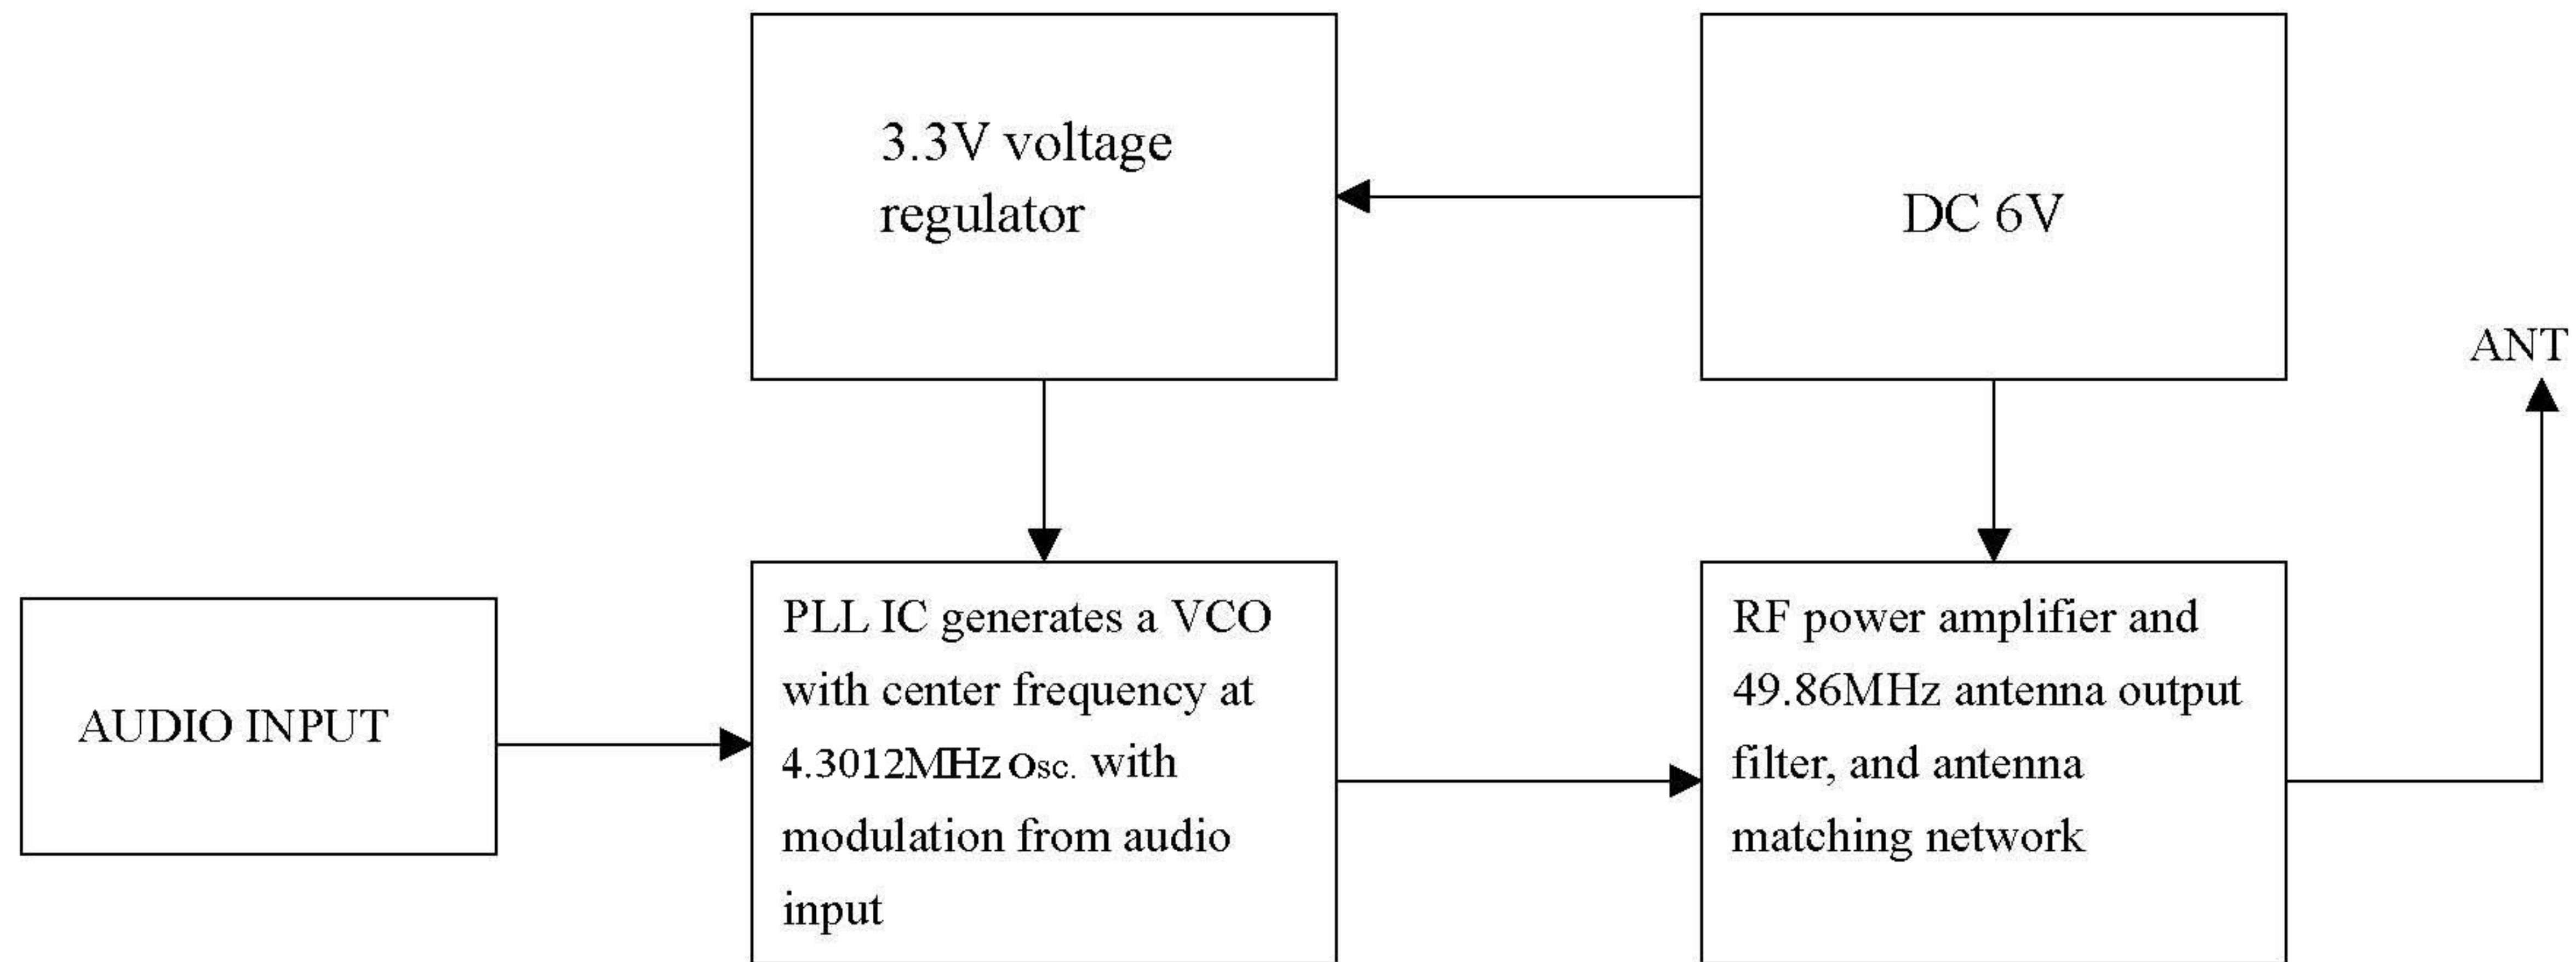 3.3V voltage
regulator
DC 6V
ANT
AUDIO INPUT
PLL IC generates a VCO
with center frequency at
4.3012MHz Osc. with
modulation from audio
input
RF power amplifier and
49.86MHz antenna output
filter, and antenna
matching network